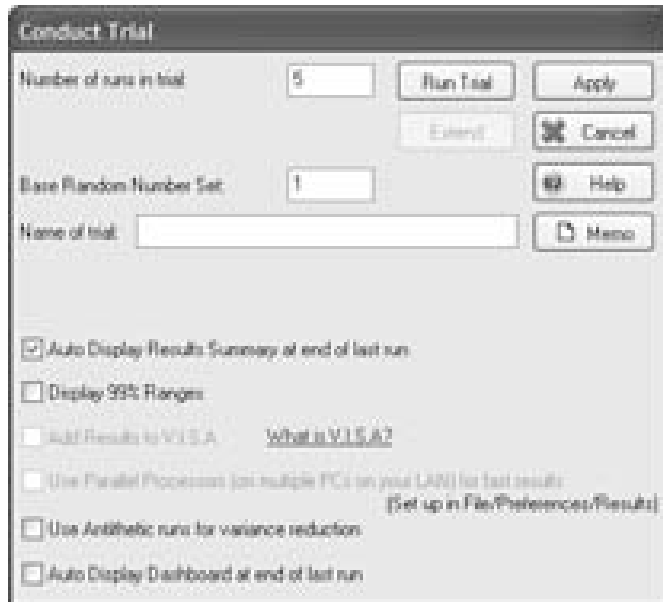 Conduct Trial
Number of runs in trial: 5 Run Trial Apply
Extend Cancel
Base Random Number Set: 1 Help
Name of trial: Memo
Auto Display Results Summary at end of last run
Display 99% Ranges
Add Results to V.I.S.A What is V.I.S.A?
Use Parallel Processors (on multiple PCs on your LAN) for fast results
(Set up in File/Preferences/Results)
Use Antithetic runs for variance reduction
Auto Display Dashboard at end of last run